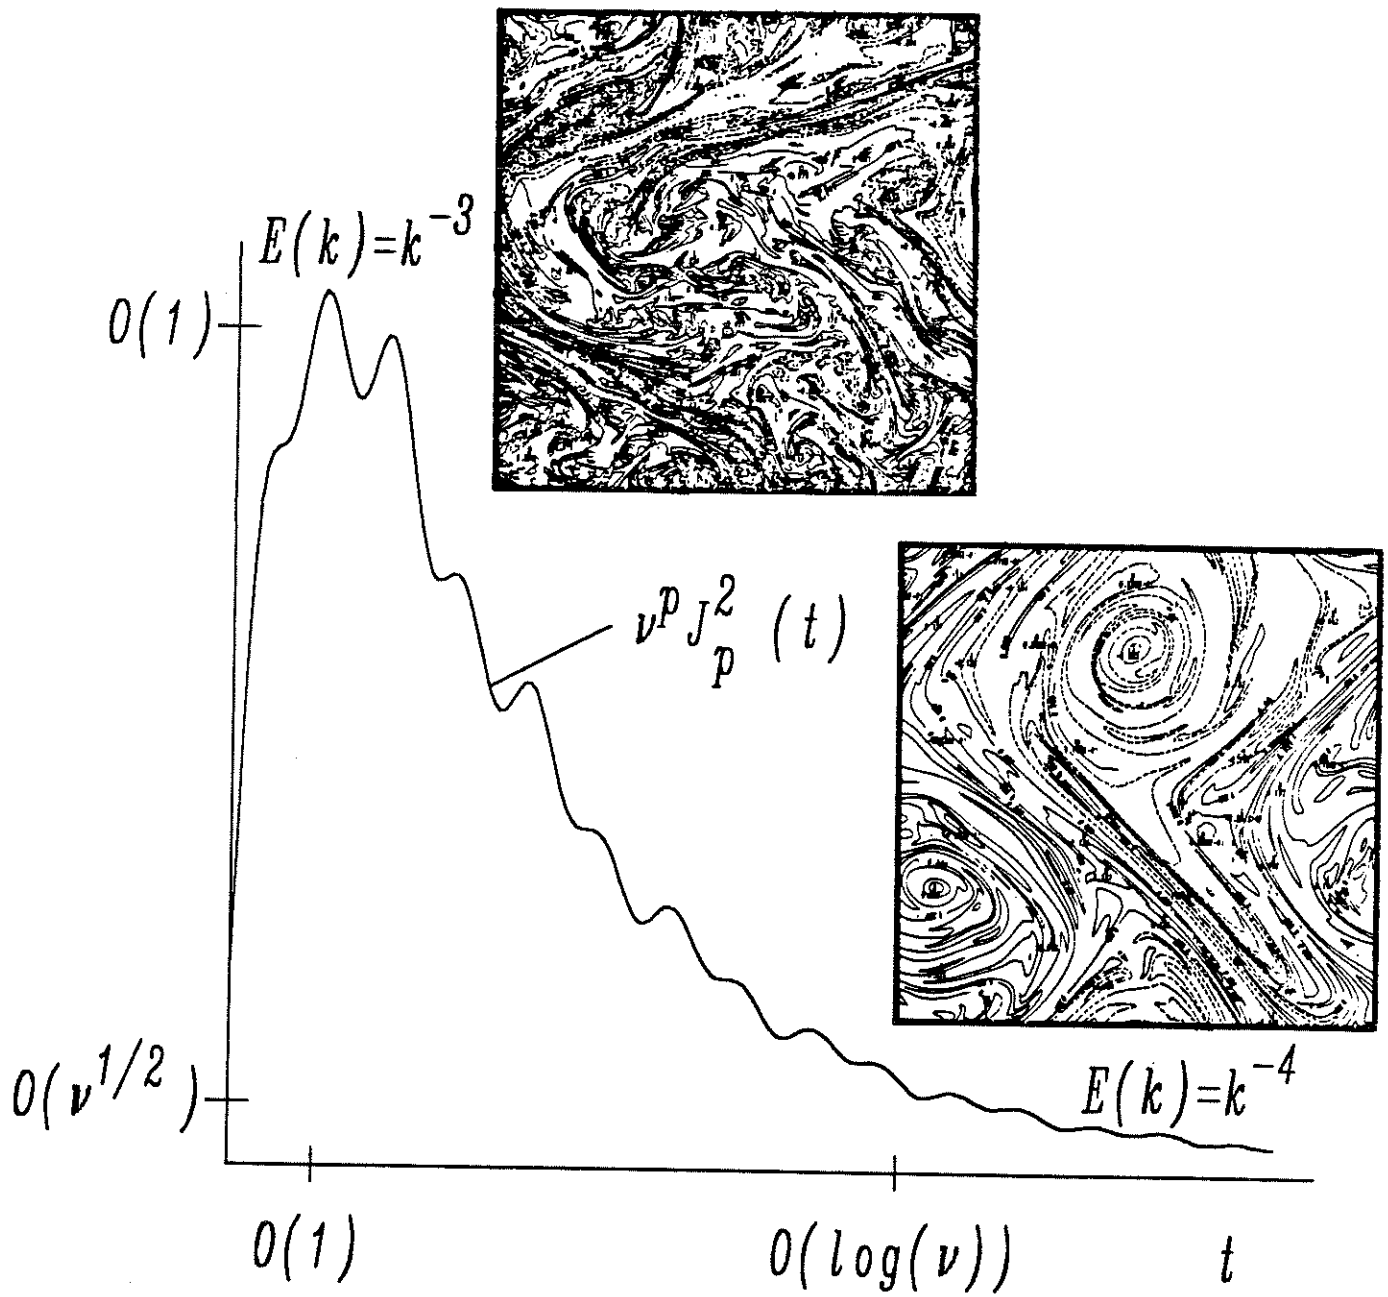 E(k)=k^{-3}
O(1)
ν^p J_p^2 (t)
O(ν^{1/2})
E(k)=k^{-4}
O(1)
O(log(ν))
t